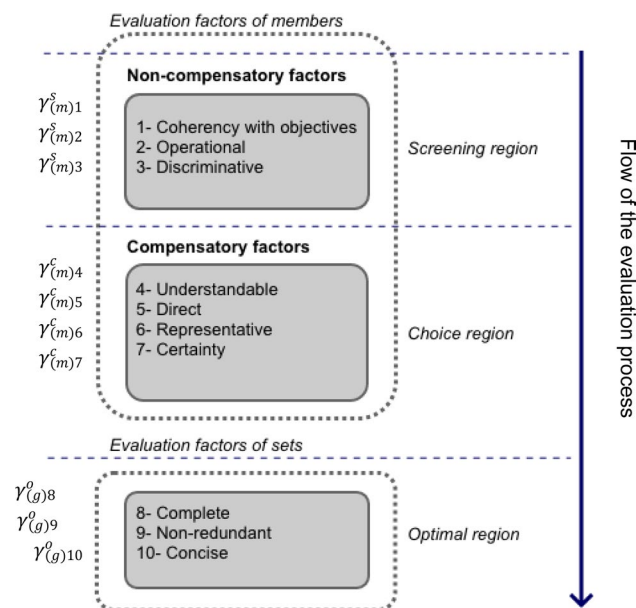 Evaluation factors of members
Non-compensatory factors
γ^s_(m)1
γ^s_(m)2
γ^s_(m)3
1- Coherency with objectives
2- Operational
3- Discriminative
Screening region
Compensatory factors
γ^c_(m)4
γ^c_(m)5
γ^c_(m)6
γ^c_(m)7
4- Understandable
5- Direct
6- Representative
7- Certainty
Choice region
Evaluation factors of sets
γ^o_(g)8
γ^o_(g)9
γ^o_(g)10
8- Complete
9- Non-redundant
10- Concise
Optimal region
Flow of the evaluation process